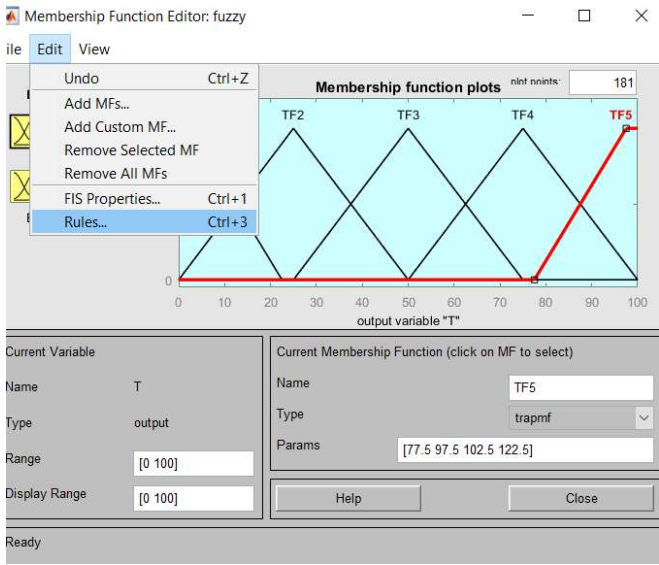 Membership Function Editor: fuzzy
ile Edit View
Undo Ctrl+Z
Add MFs...
Add Custom MF...
Remove Selected MF
Remove All MFs
FIS Properties... Ctrl+1
Rules... Ctrl+3
Membership function plots plot points: 181
TF2 TF3 TF4 TF5
0
0 10 20 30 40 50 60 70 80 90 100
output variable "T"
Current Variable
Name T
Type output
Range [0 100]
Display Range [0 100]
Current Membership Function (click on MF to select)
Name TF5
Type trapmf
Params [77.5 97.5 102.5 122.5]
Help Close
Ready